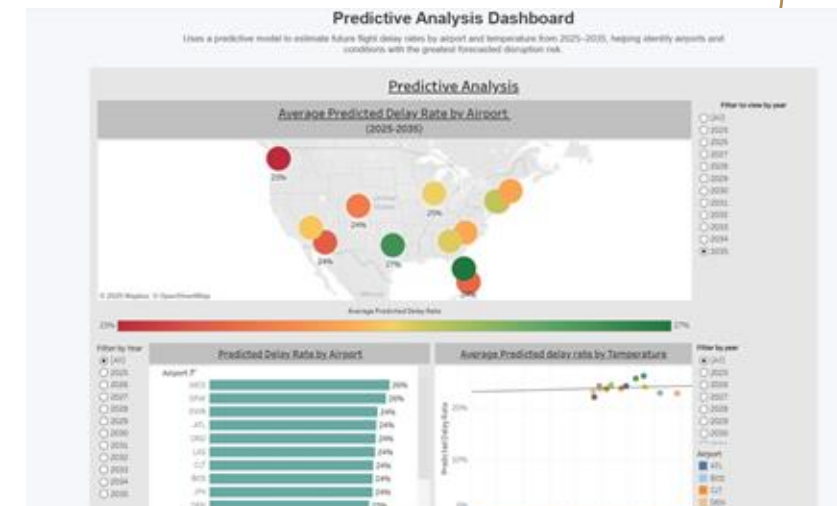 Predictive Analysis Dashboard
Uses a predictive model to estimate future flight delay rates by airport and temperature from 2025–2035, helping identify airports and
conditions with the greatest forecasted disruption risk.
Predictive Analysis
Average Predicted Delay Rate by Airport
(2025-2035)
Filter to view by year
(All)
2025
2026
2027
2028
2029
2030
2031
2032
2033
2034
2035
23%
United States
24%
25%
24%
27%
Mexico
© 2025 Mapbox © OpenStreetMap
Average Predicted Delay Rate
23%
27%
Filter by Year
(All)
2025
2026
2027
2028
2029
2030
2031
2032
2033
2034
2035
Predicted Delay Rate by Airport
Airport
MCO 26%
DFW 26%
EWR 24%
ATL 24%
ORD 24%
LAS 24%
CLT 24%
BOS 24%
JFK 24%
DEN 23%
Average Predicted delay rate by Temperature
Predicted Delay Rate
20%
10%
0%
Filter by year
(All)
2025
2026
2027
2028
2029
2030
Airport
ATL
BOS
CLT
DEN